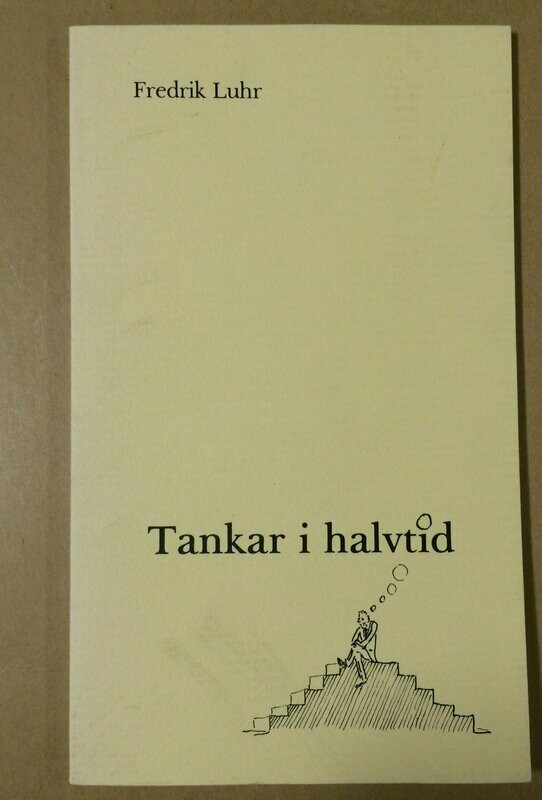 Fredrik Luhr
Tankar i halvtid